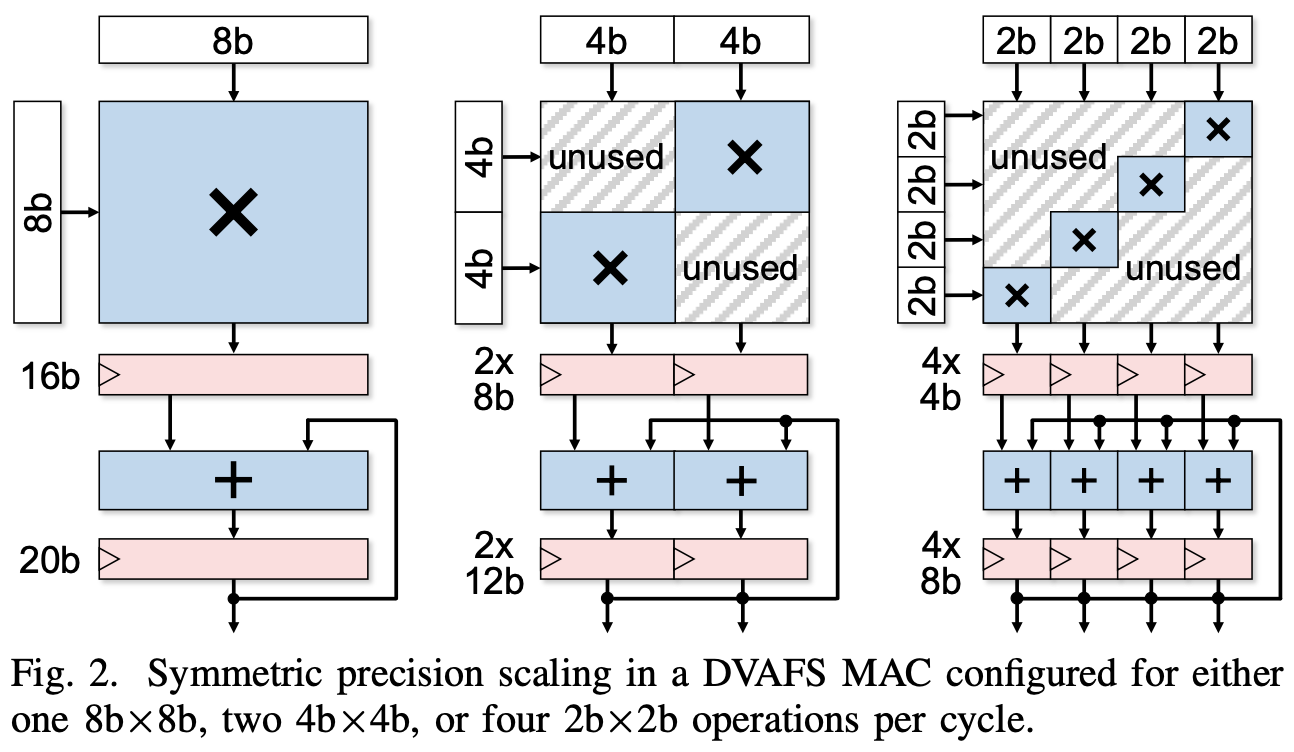 8b
4b 4b
2b 2b 2b 2b
8b
×
4b
unused
×
4b
×
unused
2b
×
unused
2b
×
2b
×
unused
2b
×
16b
2x
8b
4x
4b
+
+ +
+ + + +
20b
2x
12b
4x
8b
Fig. 2. Symmetric precision scaling in a DVAFS MAC configured for either
one 8b×8b, two 4b×4b, or four 2b×2b operations per cycle.